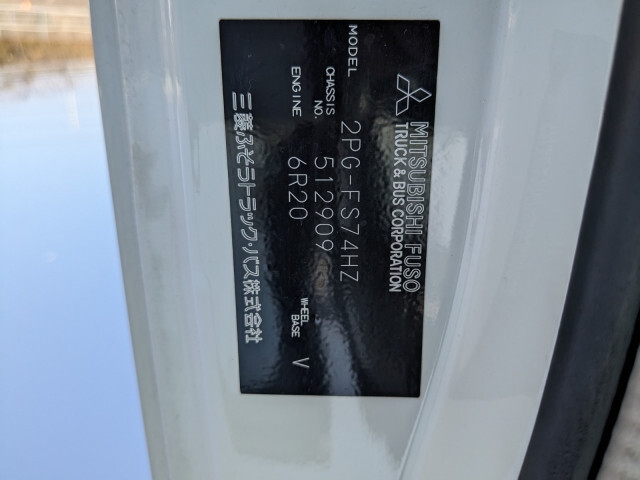 MITSUBISHI FUSO
TRUCK & BUS CORPORATION
MODEL 2PG-FS74HZ
CHASSIS NO. 512909
ENGINE 6R20 WHEEL BASE V
三菱ふそうトラック・バス株式会社